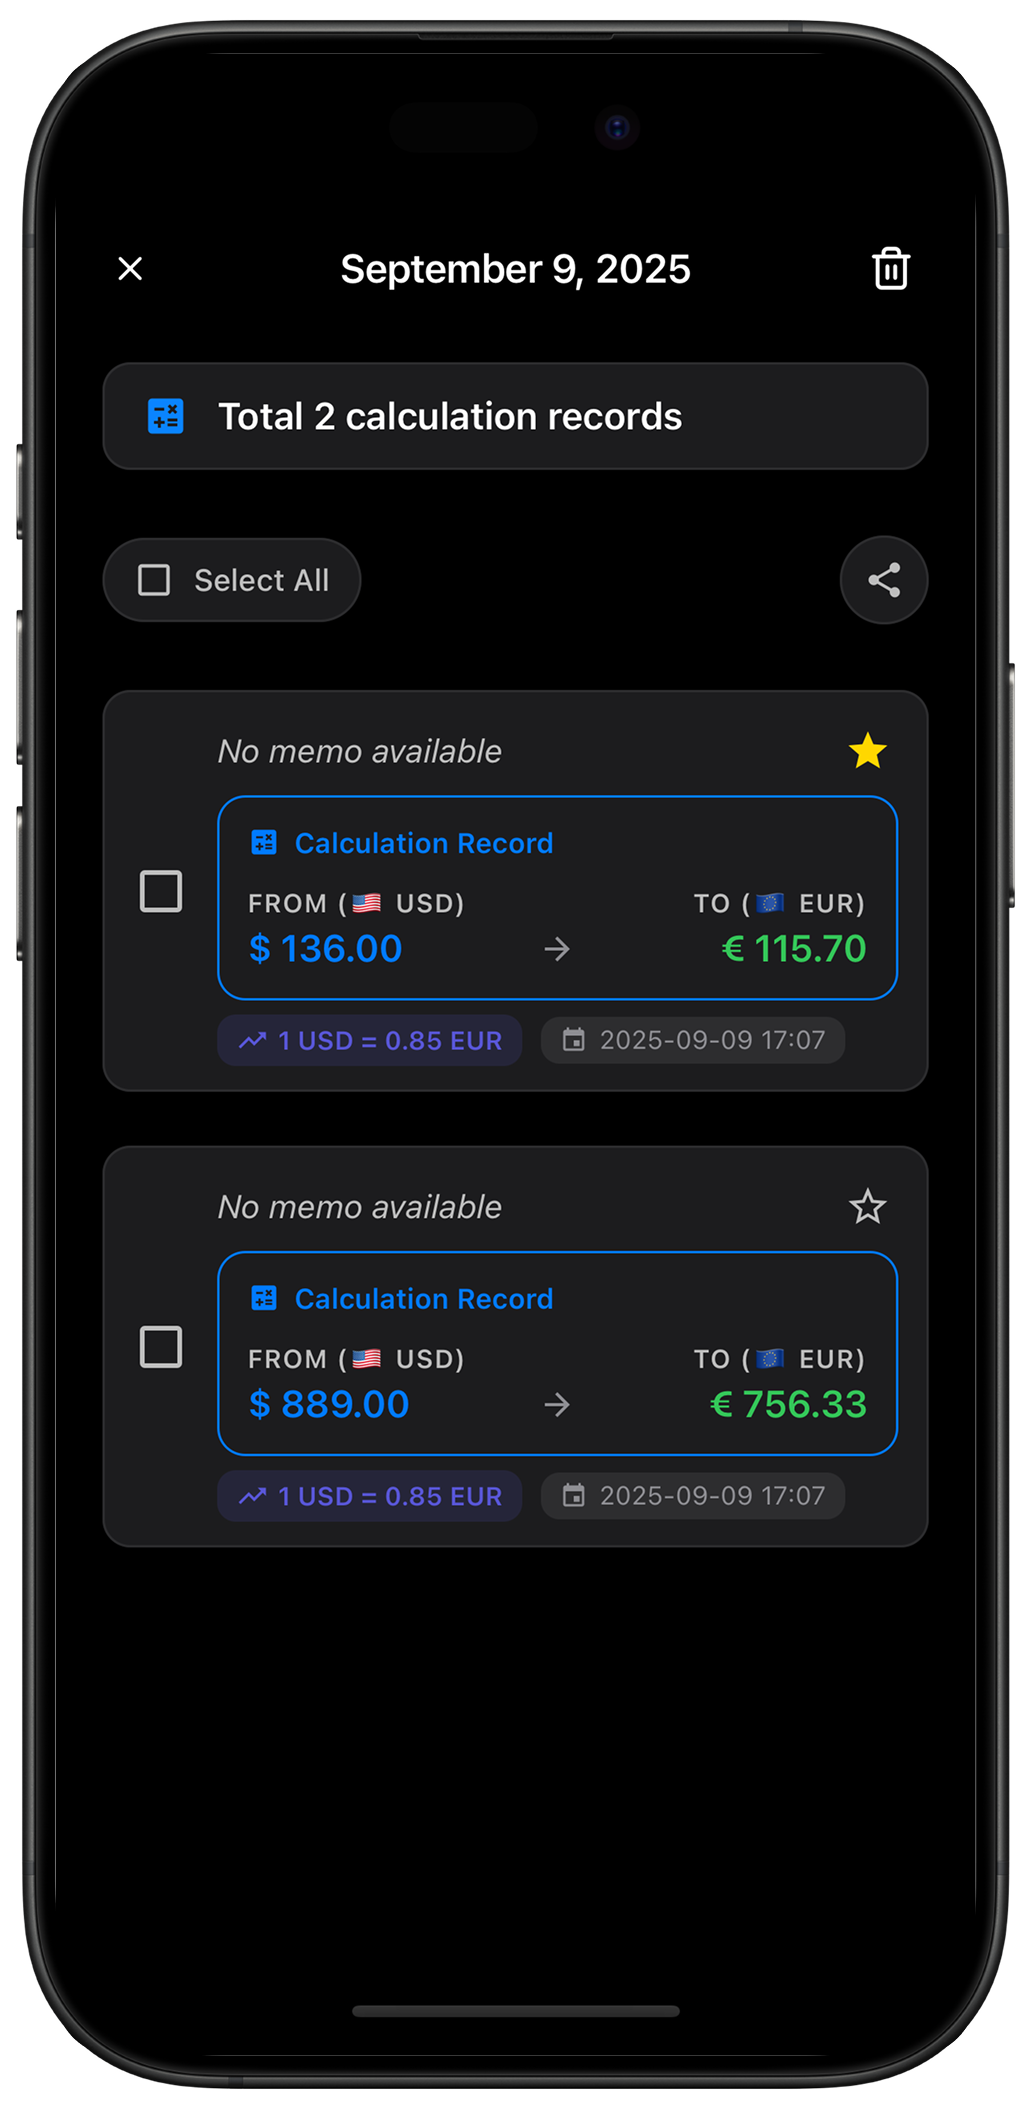 September 9, 2025
Total 2 calculation records
Select All
No memo available
Calculation Record
FROM (🇺🇸 USD) TO (🇪🇺 EUR)
$ 136.00 → € 115.70
1 USD = 0.85 EUR 2025-09-09 17:07
No memo available
Calculation Record
FROM (🇺🇸 USD) TO (🇪🇺 EUR)
$ 889.00 → € 756.33
1 USD = 0.85 EUR 2025-09-09 17:07